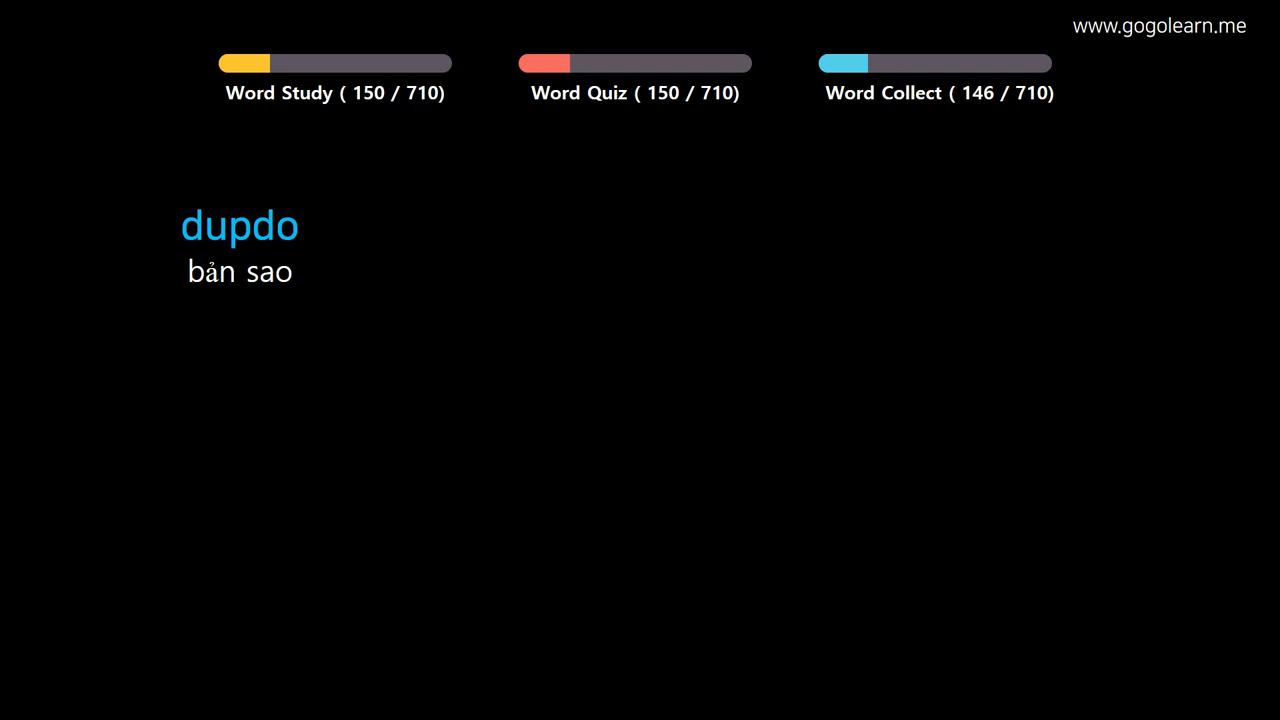 www.gogolearn.me
Word Study ( 150 / 710)
Word Quiz ( 150 / 710)
Word Collect ( 146 / 710)
dupdo
bản sao